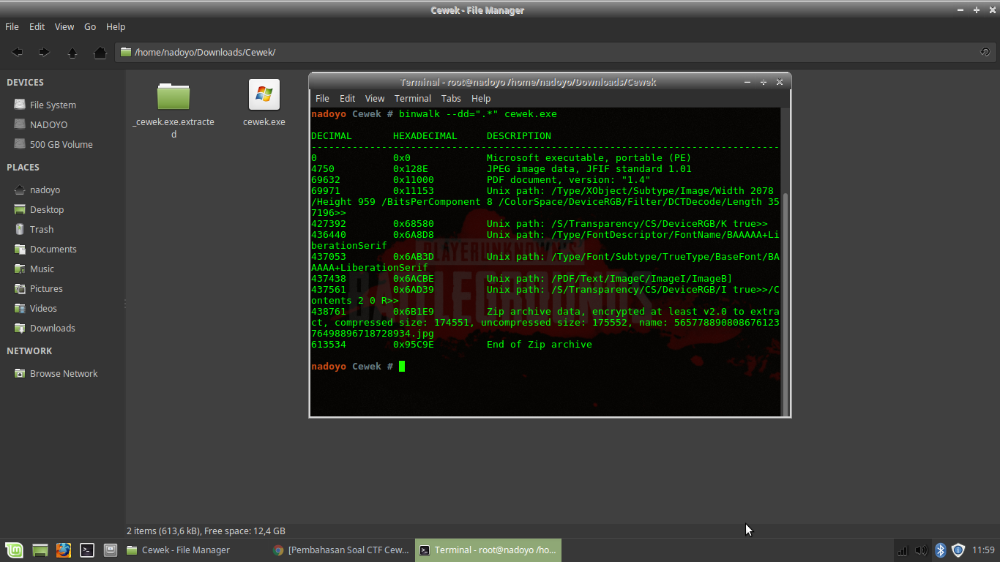 Cewek - File Manager
File Edit View Go Help
/home/nadoyo/Downloads/Cewek/
DEVICES
File System
NADOYO
500 GB Volume
PLACES
nadoyo
Desktop
Trash
Documents
Music
Pictures
Videos
Downloads
NETWORK
Browse Network
_cewek.exe.extracte
d
cewek.exe
Terminal - root@nadoyo /home/nadoyo/Downloads/Cewek
File Edit View Terminal Tabs Help
nadoyo Cewek # binwalk --dd=".*" cewek.exe
DECIMAL HEXADECIMAL DESCRIPTION
--------------------------------------------------------------------------------
0 0x0 Microsoft executable, portable (PE)
4750 0x128E JPEG image data, JFIF standard 1.01
69632 0x11000 PDF document, version: "1.4"
69971 0x11153 Unix path: /Type/XObject/Subtype/Image/Width 2078
/Height 959 /BitsPerComponent 8 /ColorSpace/DeviceRGB/Filter/DCTDecode/Length 35
7196>>
427392 0x68580 Unix path: /S/Transparency/CS/DeviceRGB/K true>>
436440 0x6A8D8 Unix path: /Type/FontDescriptor/FontName/BAAAAA+Li
berationSerif
437053 0x6AB3D Unix path: /Type/Font/Subtype/TrueType/BaseFont/BA
AAAA+LiberationSerif
437438 0x6ACBE Unix path: /PDF/Text/ImageC/ImageI/ImageB]
437561 0x6AD39 Unix path: /S/Transparency/CS/DeviceRGB/I true>>/C
ontents 2 0 R>>
438761 0x6B1E9 Zip archive data, encrypted at least v2.0 to extra
ct, compressed size: 174551, uncompressed size: 175552, name: 565778890808676123
76498896718728934.jpg
613534 0x95C9E End of Zip archive
nadoyo Cewek #
PLAYERUNKNOWN'S
BATTLEGROUNDS
2 items (613,6 kB), Free space: 12,4 GB
Cewek - File Manager
[Pembahasan Soal CTF Cew...
Terminal - root@nadoyo /ho...
11:59